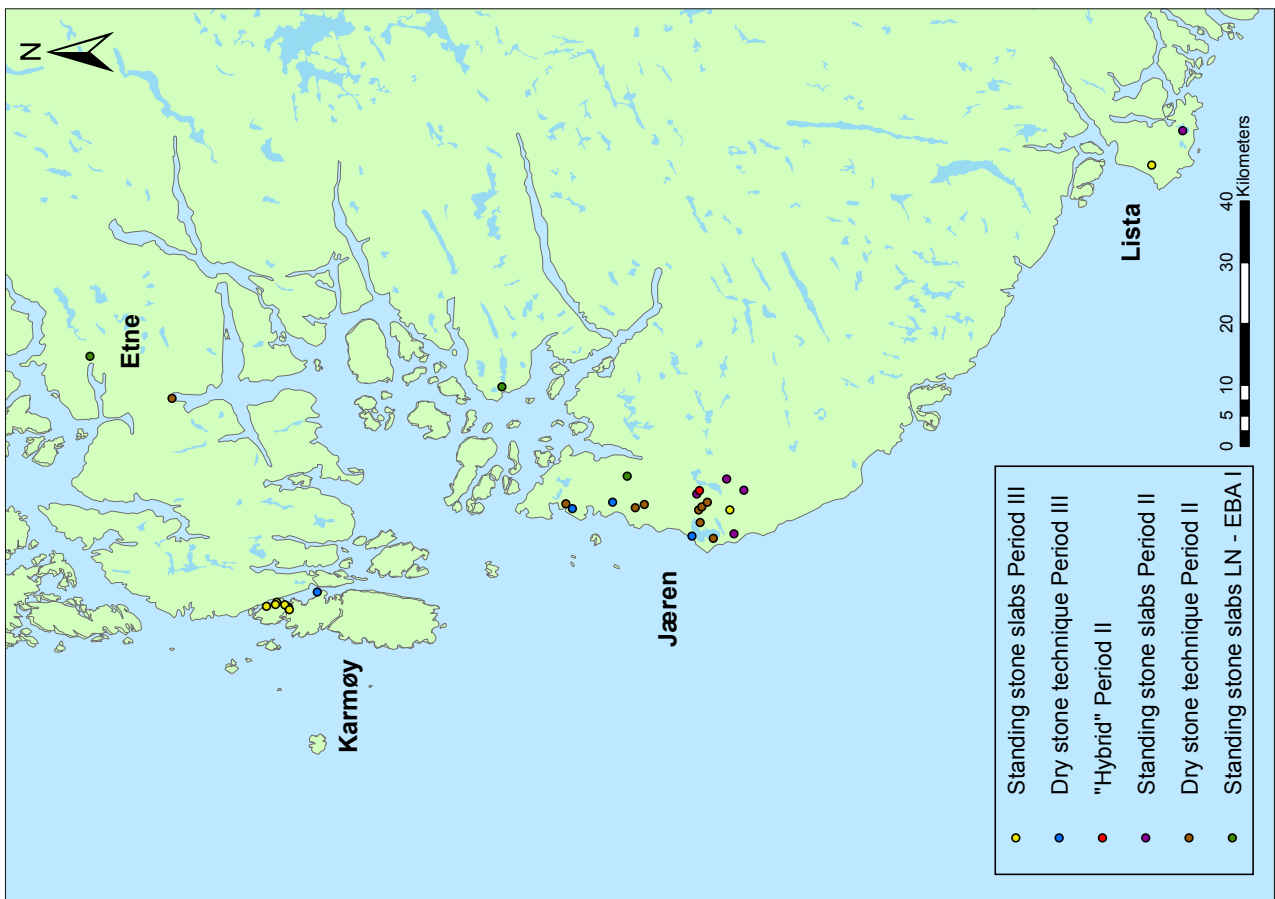 N
Etne
Karmøy
Jæren
Lista
0 5 10 20 30 40
Kilometers
Standing stone slabs Period III
Dry stone technique Period III
"Hybrid" Period II
Standing stone slabs Period II
Dry stone technique Period II
Standing stone slabs LN - EBA I